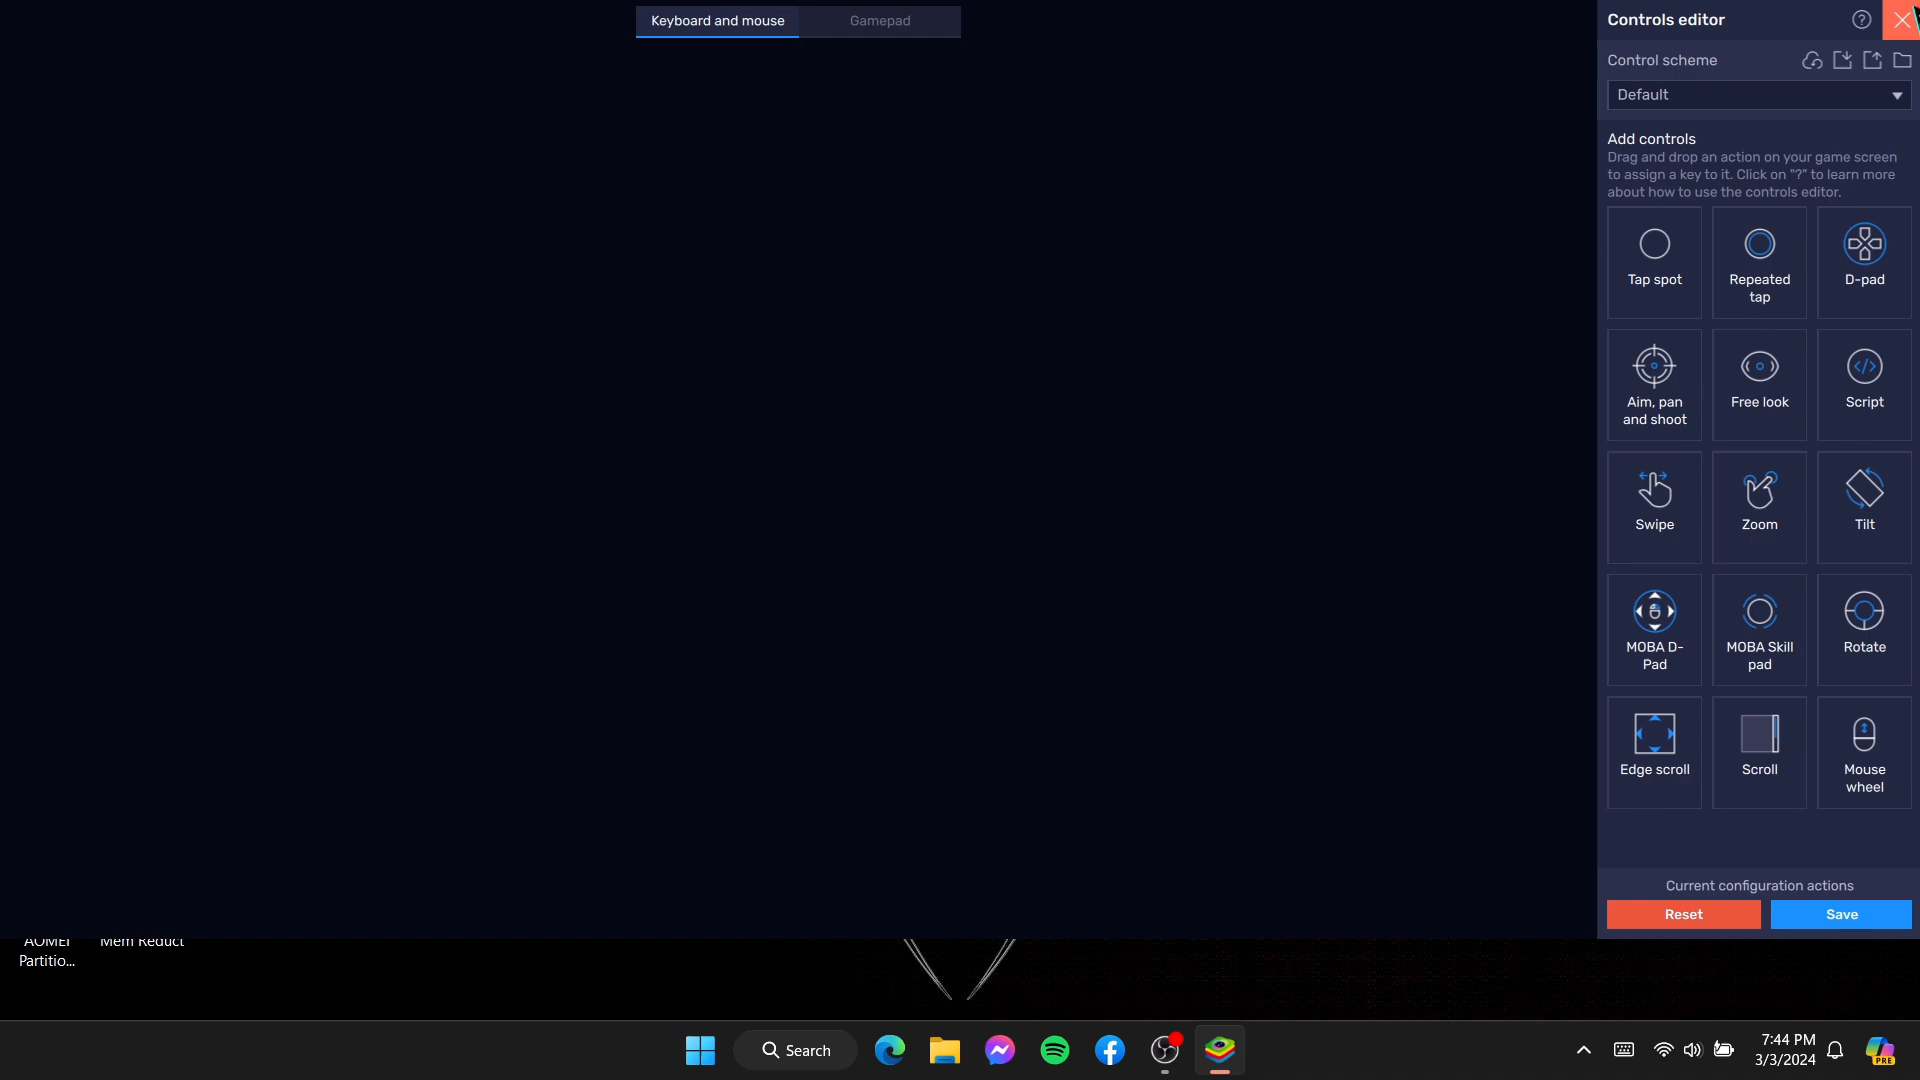 Keyboard and mouse
Gamepad
Controls editor
?
Control scheme
Default
Add controls
Drag and drop an action on your game screen
to assign a key to it. Click on "?" to learn more
about how to use the controls editor.
Tap spot
Repeated
tap
D-pad
Aim, pan
and shoot
Free look
Script
Swipe
Zoom
Tilt
MOBA D-
Pad
MOBA Skill
pad
Rotate
Edge scroll
Scroll
Mouse
wheel
Current configuration actions
Reset
Save
AOMEI
Partitio...
Mem Reduct
Search
7:44 PM
3/3/2024
PRE